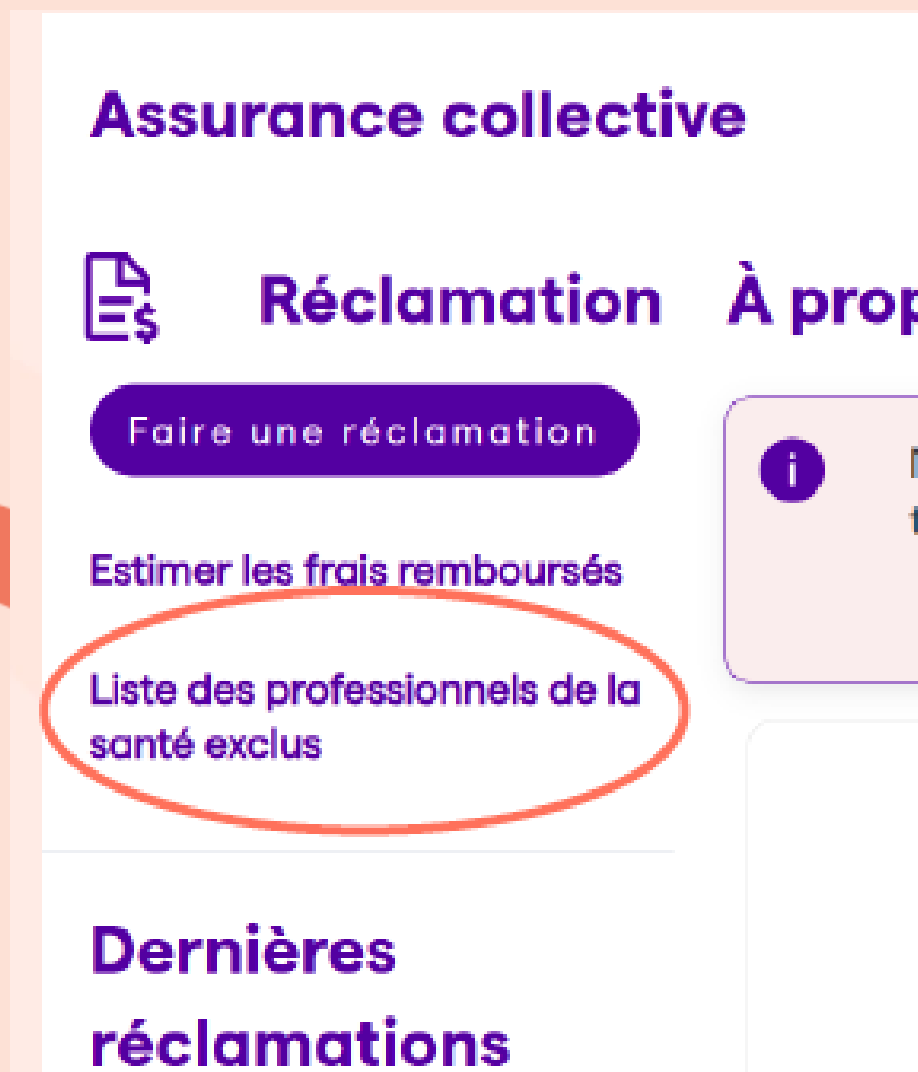 Assurance collective
Réclamation
À prop
Faire une réclamation
i
Estimer les frais remboursés
Liste des professionnels de la
santé exclus
Dernières
réclamations